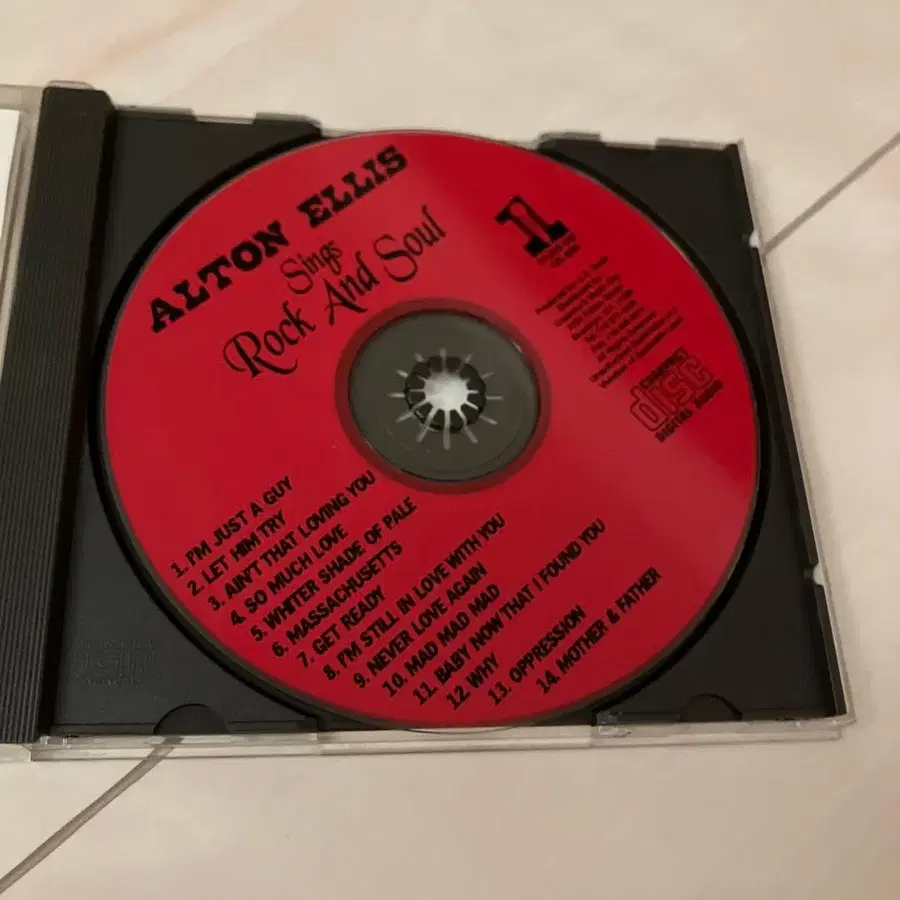 ALTON ELLIS
Sings
Rock And Soul
1
COMPACT
disc
DIGITAL AUDIO
1. I'M JUST A GUY
2. LET HIM TRY
3. AIN'T THAT LOVING YOU
4. SO MUCH LOVE
5. WHITER SHADE OF PALE
6. MASSACHUSETTS
7. GET READY
8. I'M STILL IN LOVE WITH YOU
9. NEVER LOVE AGAIN
10. MAD MAD MAD
11. BABY NOW THAT I FOUND YOU
12 WHY
13. OPPRESSION
14. MOTHER & FATHER